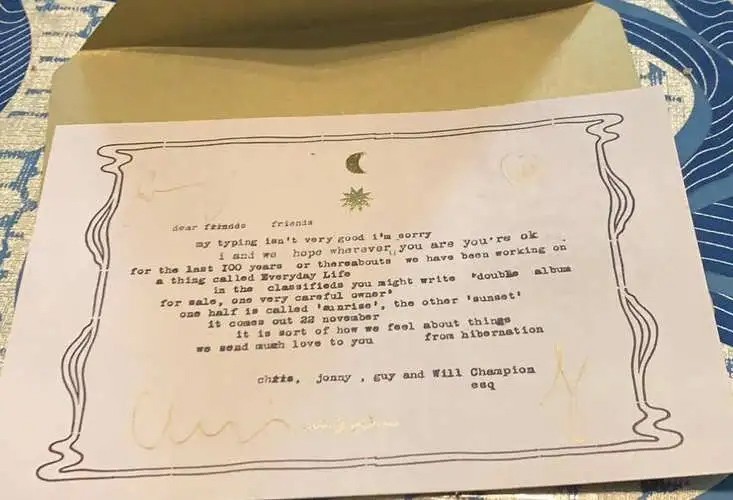 dear friends friends
my typing isn't very good i'm sorry
i and we hope wherever you are you're ok
for the last 100 years or thereabouts we have been working on
a thing called Everyday Life
in the classifieds you might write "double album
for sale, one very careful owner"
one half is called 'sunrise', the other 'sunset'
it comes out 22 november
it is sort of how we feel about things
we send much love to you from hibernation
chris, jonny , guy and Will Champion
esq